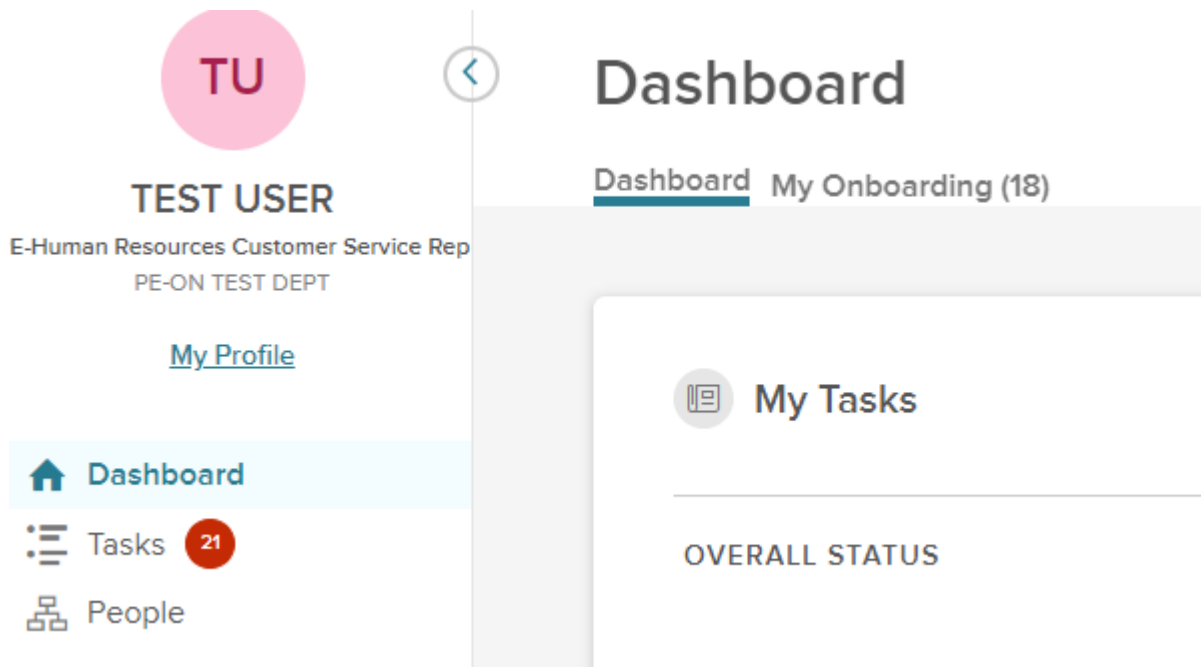 TU
TEST USER
E-Human Resources Customer Service Rep
PE-ON TEST DEPT
My Profile
Dashboard
Tasks 21
People
Dashboard
Dashboard My Onboarding (18)
My Tasks
OVERALL STATUS